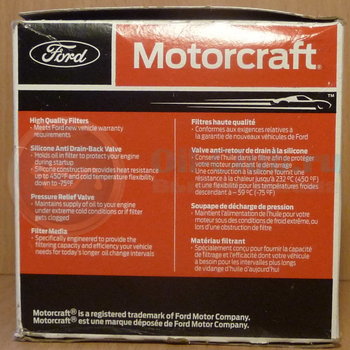 Ford
Motorcraft®
™
High Quality Filters
• Meets Ford new vehicle warranty
requirements
Silicone Anti Drain-Back Valve
• Holds oil in filter to protect your engine
during startup
• Silicone construction provides heat resistance
up to 450°F and cold temperature flexibility
down to -75°F
Pressure Relief Valve
• Maintains supply of oil to your engine
under extreme cold conditions or if filter
gets clogged
Filter Media
• Specifically engineered to provide the
filtering capacity and efficiency your vehicle
needs for today's longer oil change intervals
Filtres haute qualité
• Conformes aux exigences relatives à
la garantie de nouveaux véhicules de Ford
Valve anti-retour de drain à la silicone
• Conserve l'huile dans le filtre afin de protéger
votre moteur pendant le démarrage
• Une construction à la silicone fournit une
résistance à la chaleur jusqu'à 232 °C (450 °F)
et une flexibilité pour les températures froides
descendant à – 59 °C (-75 °F)
Soupape de décharge de pression
• Maintient l'alimentation de l'huile pour votre
moteur sous des conditions de froid extrême, ou
lors d'une obstruction de filtre
Matériau filtrant
• Spécialement conçu pour fournir la capacité
de filtrage et l'efficacité dont votre véhicule
a besoin pour les intervalles plus longs
de vidange d'huile d'aujourd'hui
Motorcraft® is a registered trademark of Ford Motor Company.
Motorcraft® est une marque déposée de Ford Motor Company.